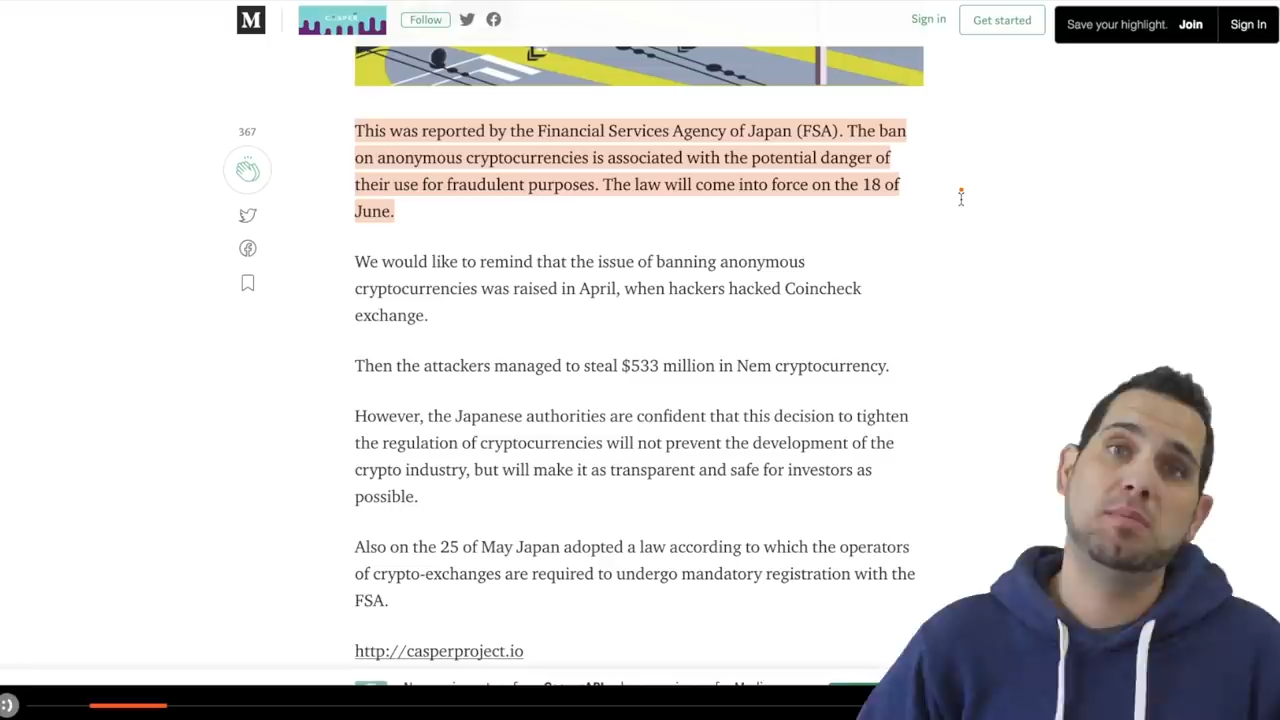 M
CASPER
Follow
Sign in
Get started
Save your highlight. Join
Sign In
367
This was reported by the Financial Services Agency of Japan (FSA). The ban
on anonymous cryptocurrencies is associated with the potential danger of
their use for fraudulent purposes. The law will come into force on the 18 of
June.
We would like to remind that the issue of banning anonymous
cryptocurrencies was raised in April, when hackers hacked Coincheck
exchange.
Then the attackers managed to steal $533 million in Nem cryptocurrency.
However, the Japanese authorities are confident that this decision to tighten
the regulation of cryptocurrencies will not prevent the development of the
crypto industry, but will make it as transparent and safe for investors as
possible.
Also on the 25 of May Japan adopted a law according to which the operators
of crypto-exchanges are required to undergo mandatory registration with the
FSA.
http://casperproject.io